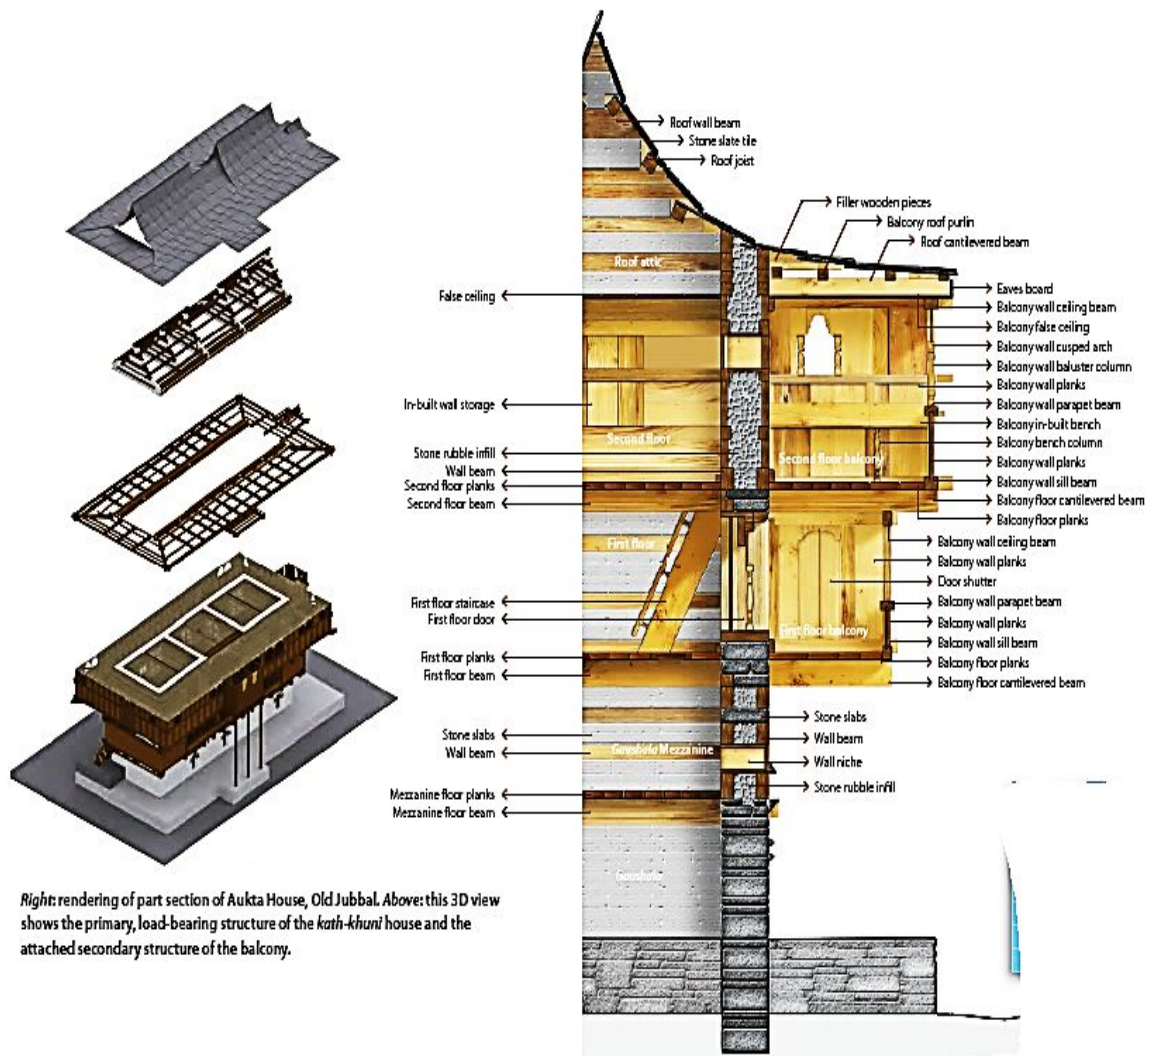 Roof wall beam
Stone slate tile
Roof joist
Filler wooden pieces
Balcony roof purlin
Roof cantilevered beam
Roof attic
False ceiling
Eaves board
Balcony wall ceiling beam
Balcony false ceiling
Balcony wall cusped arch
Balcony wall baluster column
Balcony wall planks
In-built wall storage
Balcony wall parapet beam
Balcony in-built bench
Second floor
Balcony bench column
Stone rubble infill
Second floor balcony
Balcony wall planks
Wall beam
Balcony wall sill beam
Second floor planks
Second floor beam
Balcony floor cantilevered beam
Balcony floor planks
First floor
Balcony wall ceiling beam
Balcony wall planks
Door shutter
First floor staircase
Balcony wall parapet beam
First floor door
Balcony wall planks
First floor balcony
Balcony wall sill beam
First floor planks
Balcony floor planks
First floor beam
Balcony floor cantilevered beam
Stone slabs
Stone slabs
Wall beam
Wall beam
Gaushala Mezzanine
Wall niche
Mezzanine floor planks
Stone rubble infill
Mezzanine floor beam
Gaushala
Right: rendering of part section of Aukta House, Old Jubbal. Above: this 3D view
shows the primary, load-bearing structure of the kath-khuni house and the
attached secondary structure of the balcony.